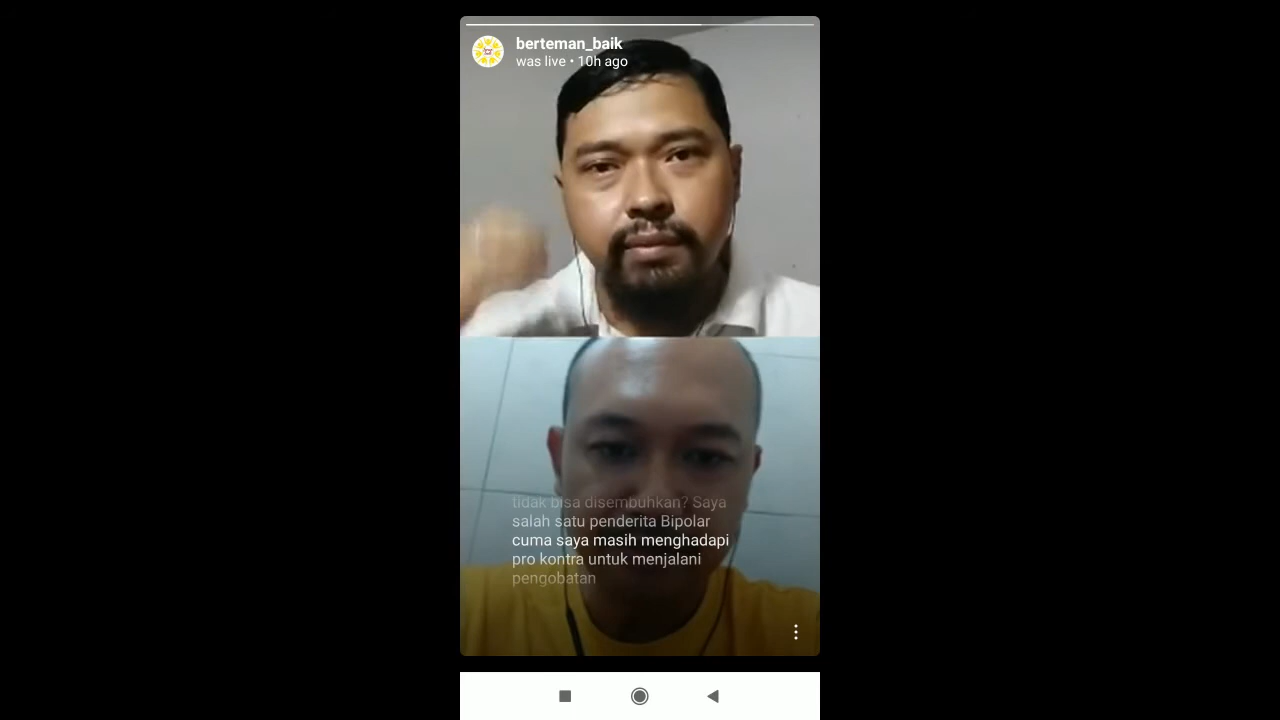 berteman_baik
was live • 10h ago
tidak bisa disembuhkan? Saya
salah satu penderita Bipolar
cuma saya masih menghadapi
pro kontra untuk menjalani
pengobatan